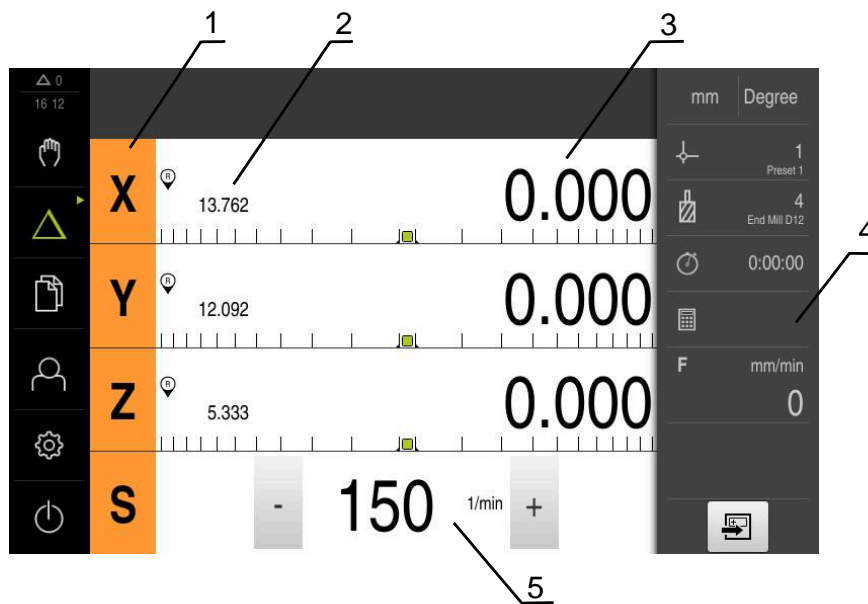 1 2 3
0
16 12
mm Degree
1
Preset 1
X R 13.762 0.000
4
End Mill D12
4
0:00:00
Y R 12.092 0.000
F mm/min
0
Z R 5.333 0.000
S - 150 1/min +
5